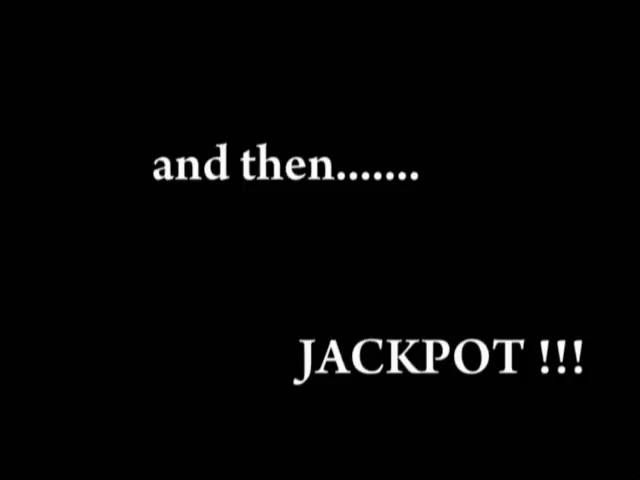 and then.......
JACKPOT !!!